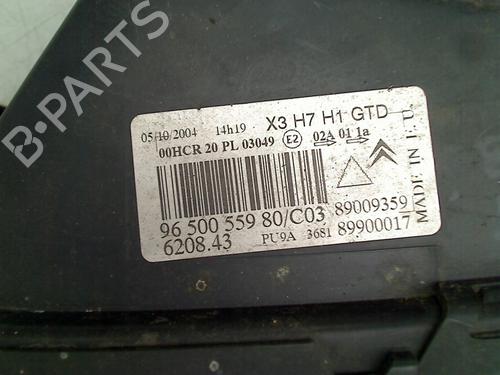 B-PARTS
05/10/2004 14h19 X3 H7 H1 GTD
00HCR 20 PL 03049 E2 02A 01 1a
96 500 559 80/C03 89009359
6208.43 PU9A 3681 89900017
MADE IN E.U.